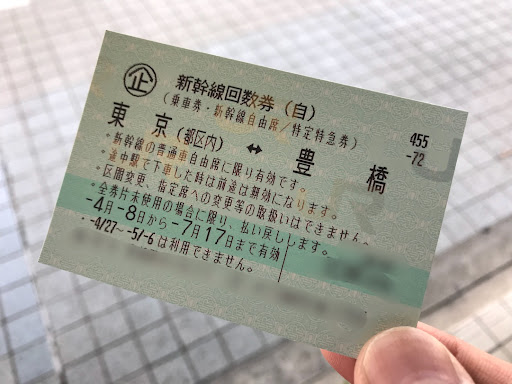 ㊭ 新幹線回数券（自）
（乗車券・新幹線自由席／特定特急券）
455
-72
東京（都区内） ↔ 豊橋
*新幹線の普通車自由席に限り有効です。
*途中駅で下車した時は前途は無効になります。
*区間変更、指定席への変更等の取扱いはできません。
*全券片未使用の場合に限り、払い戻しします。
-4月-8日から-7月17日まで有効
*-4/27～-5/-6は利用できません。
JR